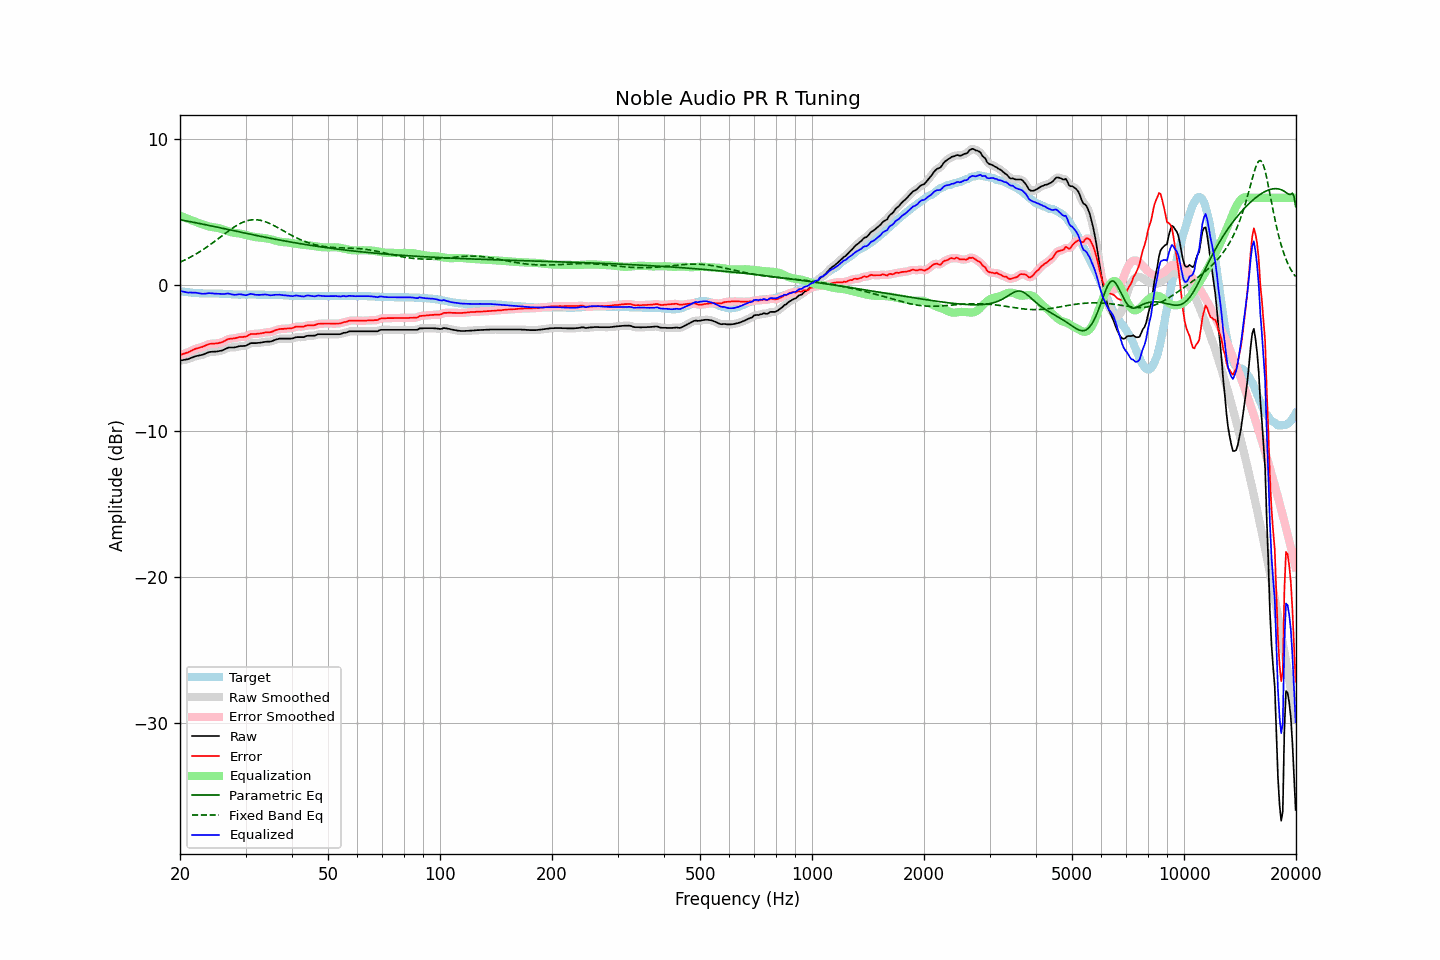 Noble Audio PR R Tuning
10
0
−10
−20
−30
Amplitude (dBr)
Target
Raw Smoothed
Error Smoothed
Raw
Error
Equalization
Parametric Eq
Fixed Band Eq
Equalized
20 50 100 200 500 1000 2000 5000 10000 20000
Frequency (Hz)